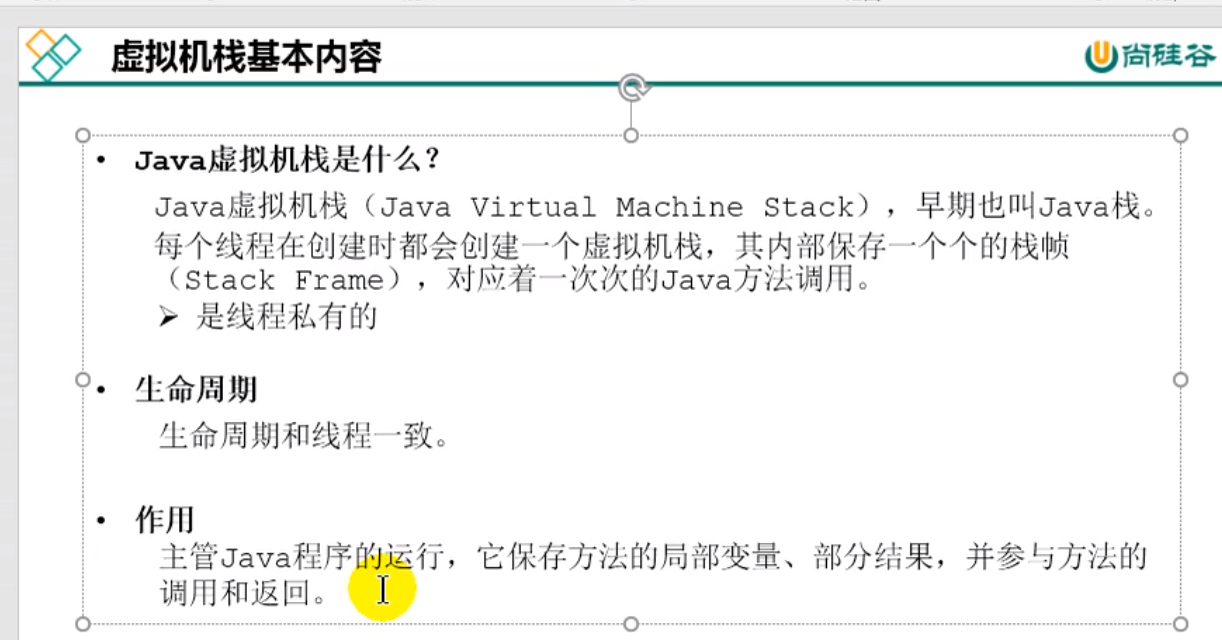 虚拟机栈基本内容
尚硅谷
• Java虚拟机栈是什么？
Java虚拟机栈（Java Virtual Machine Stack），早期也叫Java栈。
每个线程在创建时都会创建一个虚拟机栈，其内部保存一个个的栈帧
（Stack Frame），对应着一次次的Java方法调用。
➢ 是线程私有的
• 生命周期
生命周期和线程一致。
• 作用
主管Java程序的运行，它保存方法的局部变量、部分结果，并参与方法的
调用和返回。